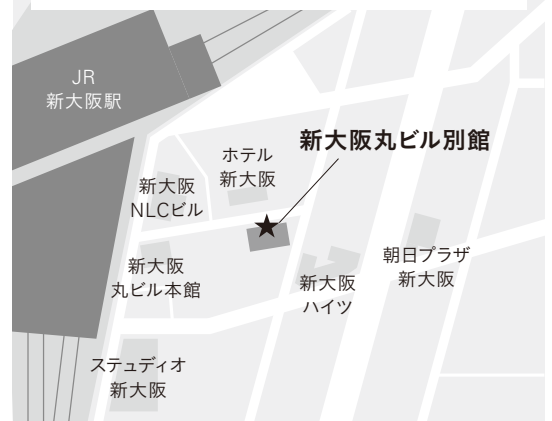 JR
新大阪駅
新大阪丸ビル別館
ホテル
新大阪
新大阪
NLCビル
新大阪
丸ビル本館
新大阪
ハイツ
朝日プラザ
新大阪
ステュディオ
新大阪